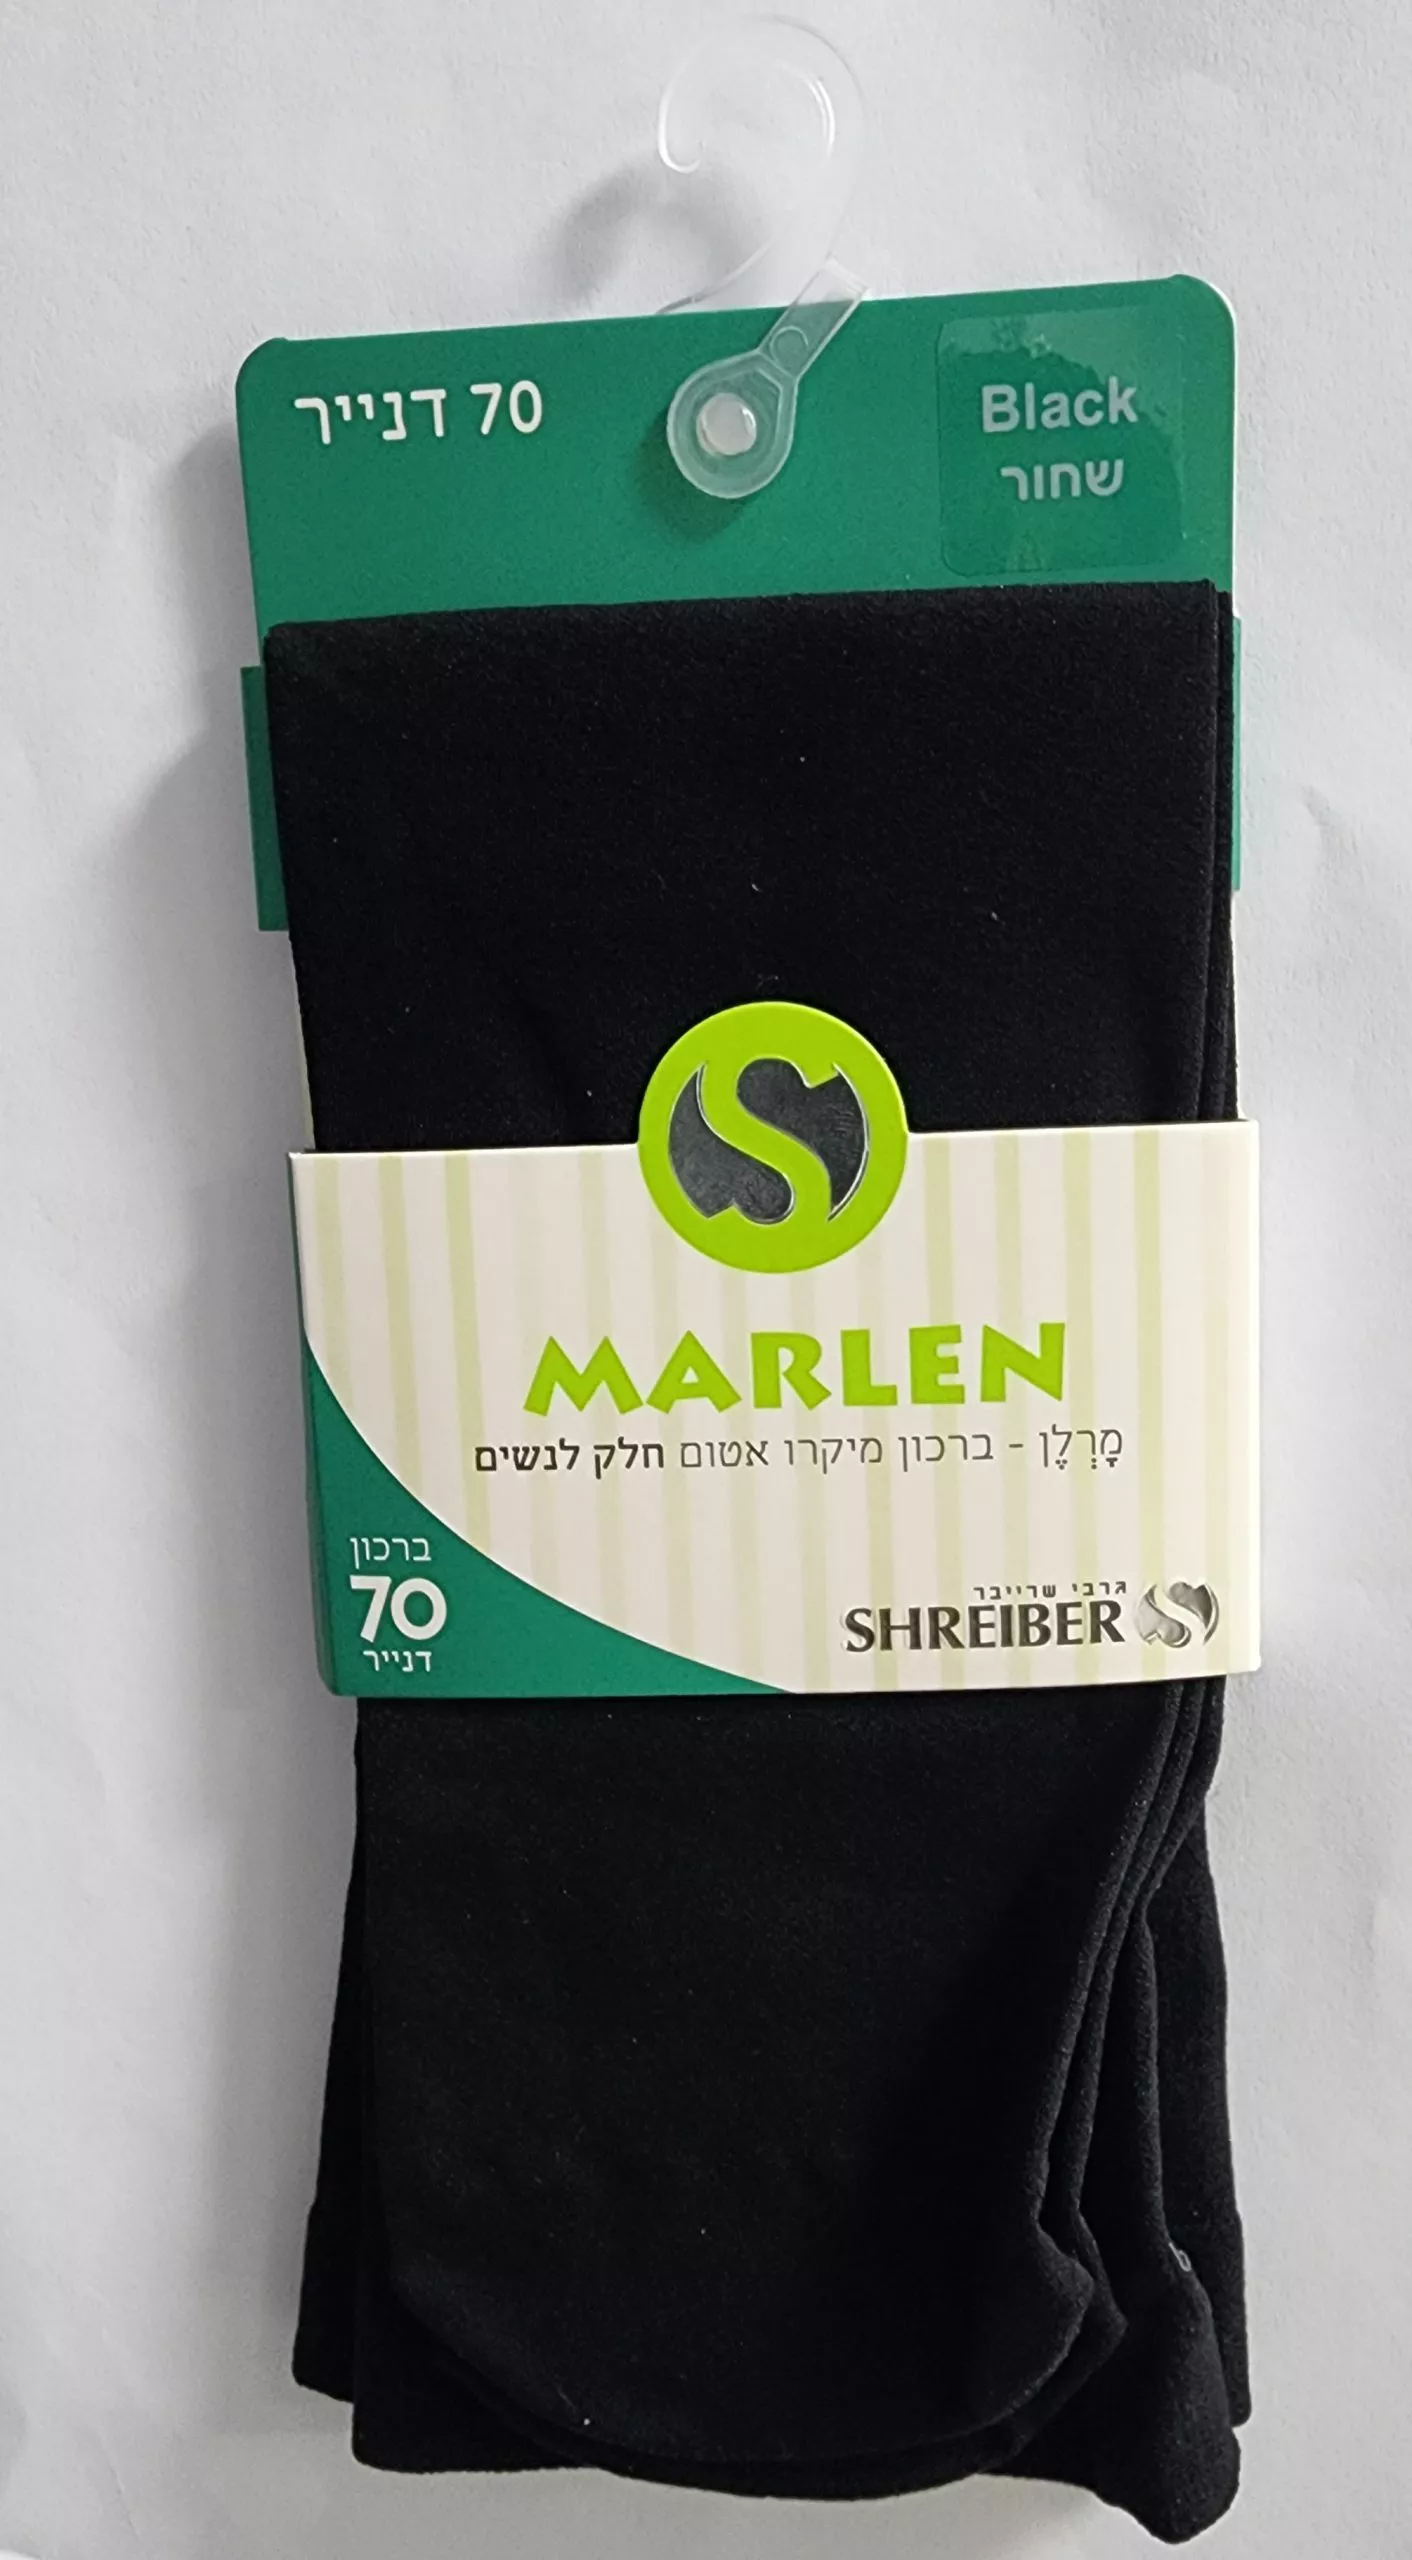 70 דנייר
Black
שחור
MARLEN
מָרְלֶן - ברכון מיקרו אטום חלק לנשים
ברכון
70
דנייר
גרבי שרייבר
SHREIBER